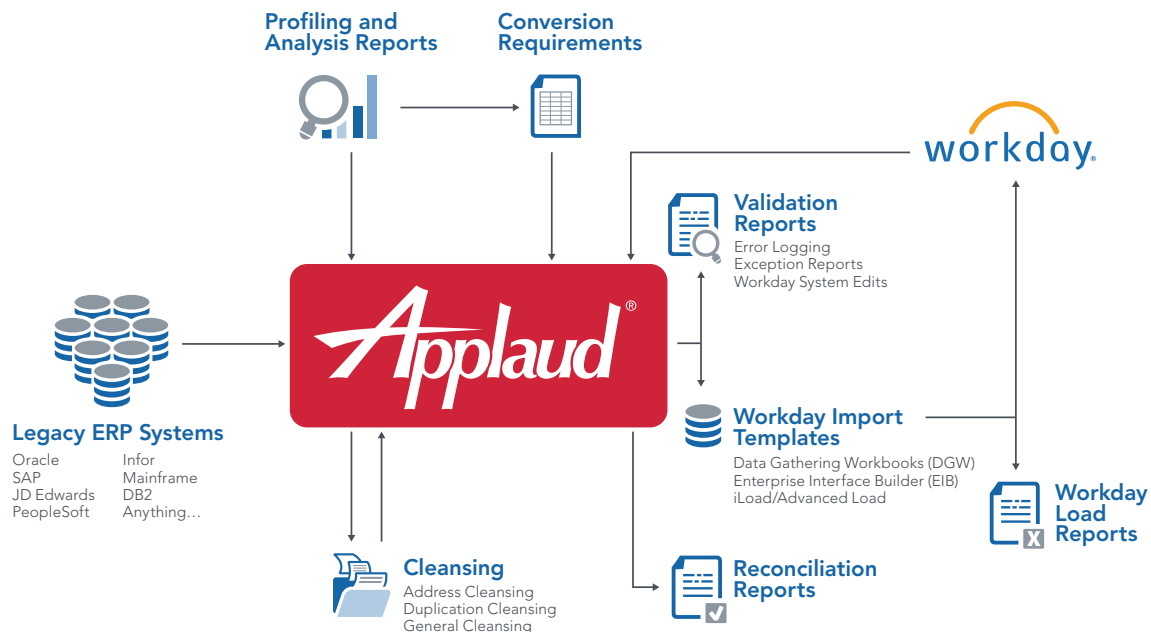 Profiling and
Analysis Reports
Conversion
Requirements
workday®
Validation
Reports
Error Logging
Exception Reports
Workday System Edits
Applaud®
Legacy ERP Systems
Oracle Infor
SAP Mainframe
JD Edwards DB2
PeopleSoft Anything...
Workday Import
Templates
Data Gathering Workbooks (DGW)
Enterprise Interface Builder (EIB)
iLoad/Advanced Load
Workday
Load
Reports
X
Cleansing
Address Cleansing
Duplication Cleansing
General Cleansing
Reconciliation
Reports